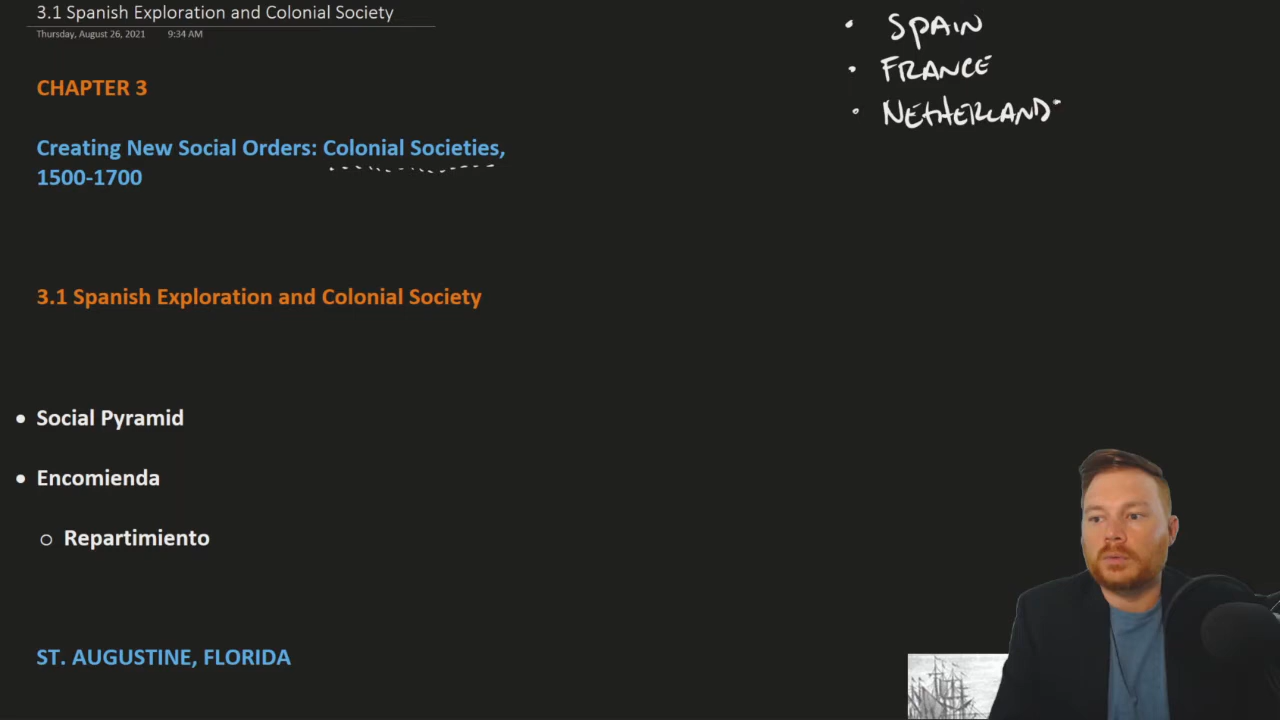 3.1 Spanish Exploration and Colonial Society
Thursday, August 26, 2021 9:34 AM
CHAPTER 3
Creating New Social Orders: Colonial Societies,
1500-1700
3.1 Spanish Exploration and Colonial Society
• Social Pyramid
• Encomienda
○ Repartimiento
ST. AUGUSTINE, FLORIDA
• SPAIN
• FRANCE
• NETHERLAND